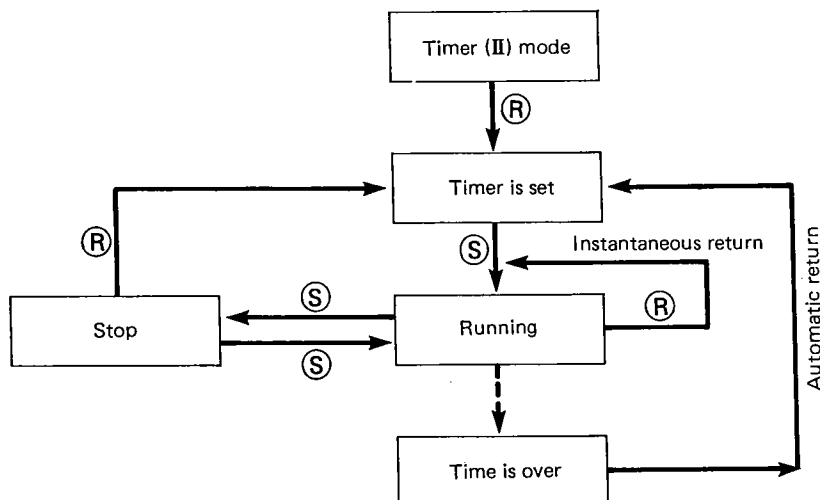 Timer (II) mode
Ⓡ
Timer is set
Ⓡ
Ⓢ
Instantaneous return
Automatic return
Ⓢ
Stop
Running
Ⓡ
Ⓢ
Time is over